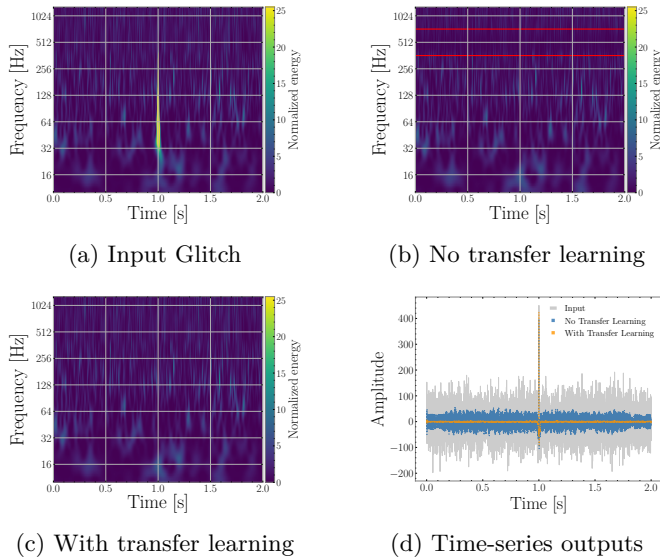 1024
512
256
128
64
32
16
Frequency [Hz]
0.0 0.5 1.0 1.5 2.0
Time [s]
25
20
15
10
5
0
Normalized energy
(a) Input Glitch
1024
512
256
128
64
32
16
Frequency [Hz]
0.0 0.5 1.0 1.5 2.0
Time [s]
25
20
15
10
5
0
Normalized energy
(b) No transfer learning
1024
512
256
128
64
32
16
Frequency [Hz]
0.0 0.5 1.0 1.5 2.0
Time [s]
25
20
15
10
5
0
Normalized energy
(c) With transfer learning
Input
No Transfer Learning
With Transfer Learning
400
300
200
100
0
−100
−200
Amplitude
0.0 0.5 1.0 1.5 2.0
Time [s]
(d) Time-series outputs